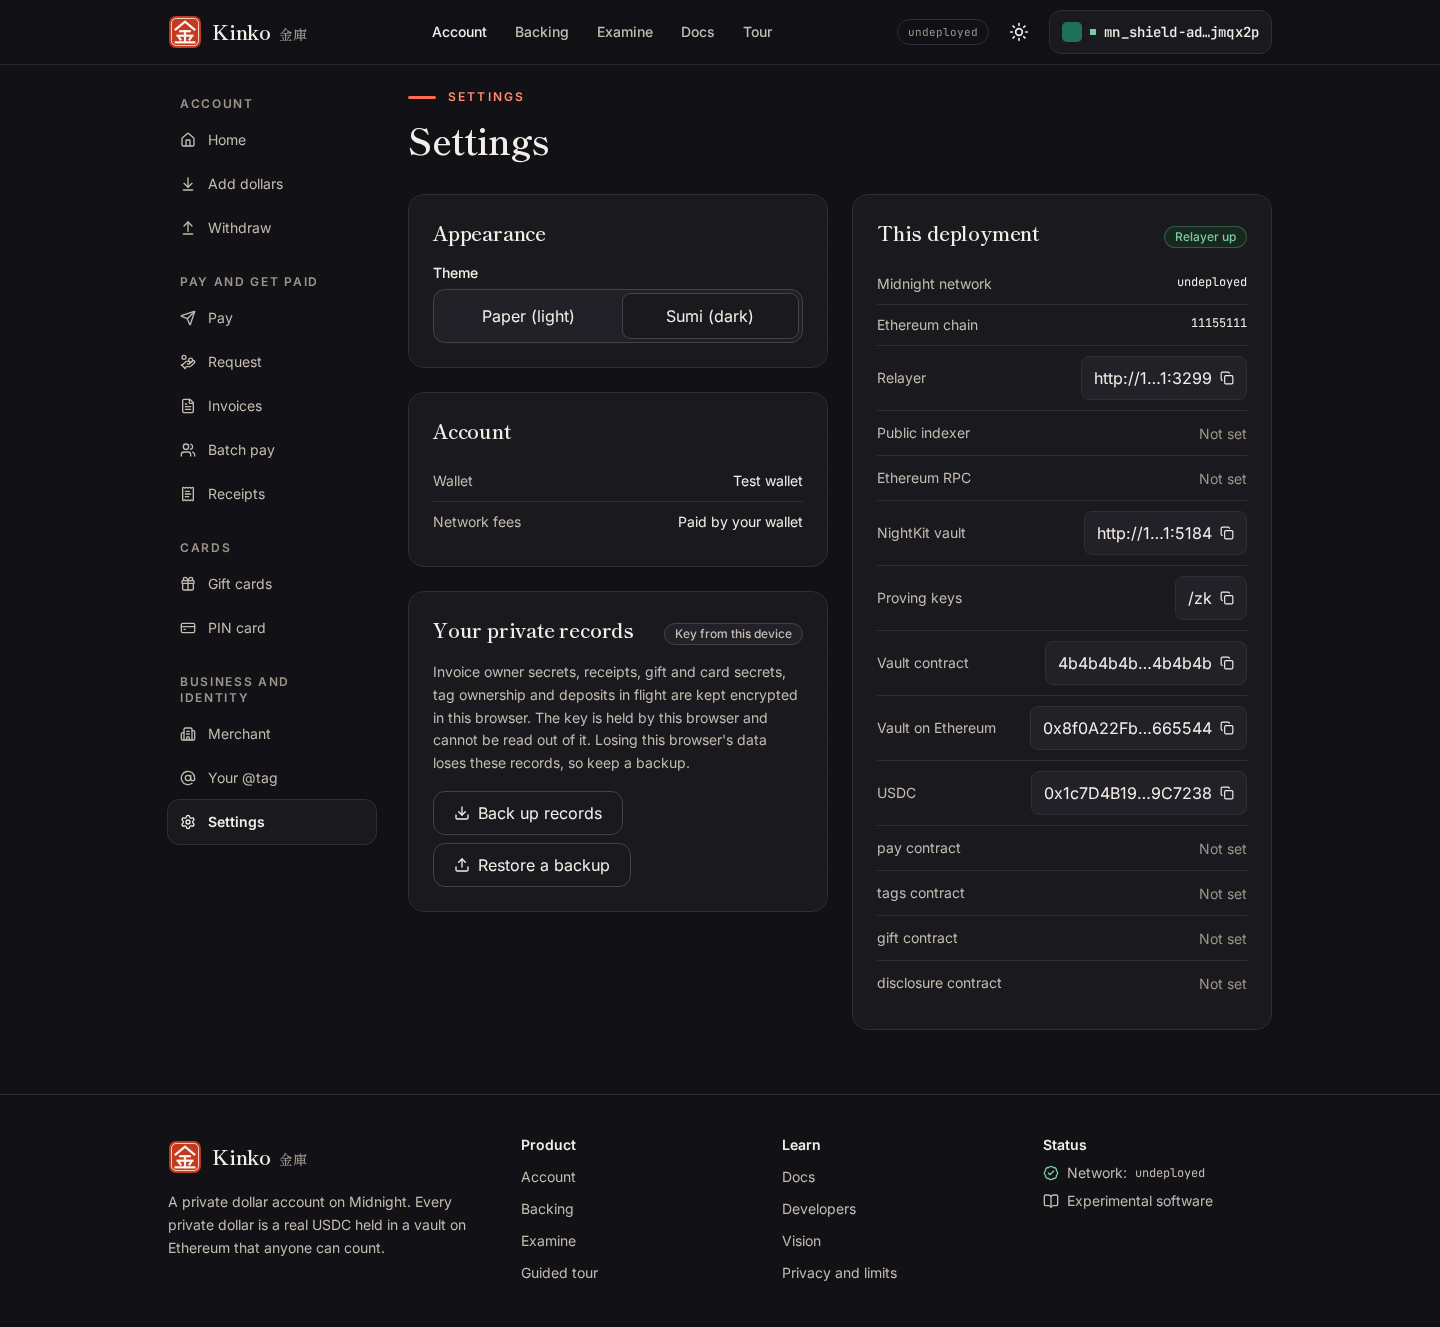 Kinko 金庫
Account
Backing
Examine
Docs
Tour
undeployed
mn_shield-ad…jmqx2p
ACCOUNT
Home
Add dollars
Withdraw
PAY AND GET PAID
Pay
Request
Invoices
Batch pay
Receipts
CARDS
Gift cards
PIN card
BUSINESS AND
IDENTITY
Merchant
Your @tag
Settings
SETTINGS
Settings
Appearance
Theme
Paper (light)
Sumi (dark)
Account
Wallet
Test wallet
Network fees
Paid by your wallet
Your private records
Key from this device
Invoice owner secrets, receipts, gift and card secrets,
tag ownership and deposits in flight are kept encrypted
in this browser. The key is held by this browser and
cannot be read out of it. Losing this browser's data
loses these records, so keep a backup.
Back up records
Restore a backup
This deployment
Relayer up
Midnight network
undeployed
Ethereum chain
11155111
Relayer
http://1…1:3299
Public indexer
Not set
Ethereum RPC
Not set
NightKit vault
http://1…1:5184
Proving keys
/zk
Vault contract
4b4b4b4b…4b4b4b
Vault on Ethereum
0x8f0A22Fb…665544
USDC
0x1c7D4B19…9C7238
pay contract
Not set
tags contract
Not set
gift contract
Not set
disclosure contract
Not set
Kinko 金庫
A private dollar account on Midnight. Every
private dollar is a real USDC held in a vault on
Ethereum that anyone can count.
Product
Account
Backing
Examine
Guided tour
Learn
Docs
Developers
Vision
Privacy and limits
Status
Network: undeployed
Experimental software